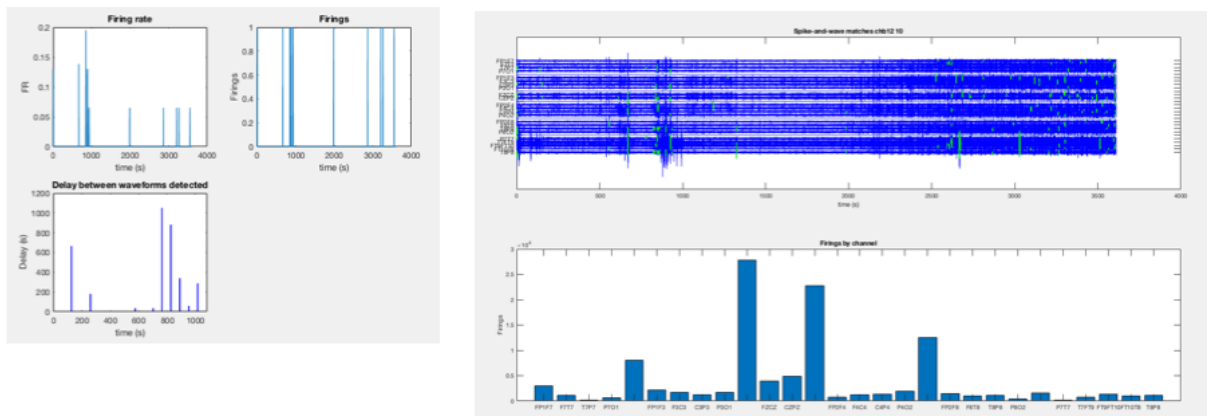 Firing rate
0.2
0.15
0.1
0.05
0
FR
0 1000 2000 3000 4000
time (s)
Firings
1
0.8
0.6
0.4
0.2
0
Firings
0 1000 2000 3000 4000
time (s)
Delay between waveforms detected
1200
1000
800
600
400
200
0
Delay (s)
0 200 400 600 800 1000
time (s)
Spike-and-wave matches chb12 10
0 500 1000 1500 2000 2500 3000 3500 4000
time (s)
Firings by channel
3
2.5
2
1.5
1
0.5
0
Firings
FP1F7 F7T7 T7P7 P7O1 FP1F3 F3C3 C3P3 P3O1 FZCZ CZPZ FP2F4 F4C4 C4P4 P4O2 FP2F8 F8T8 T8P8 P8O2 P7T7 T7FT9 FT9FT10 FT10T8 T8P8